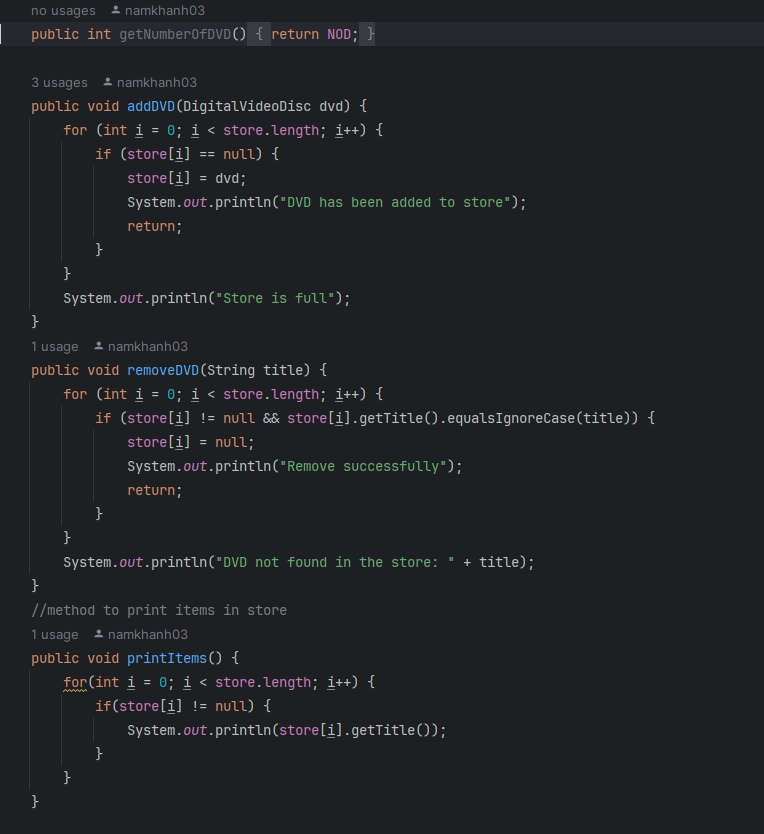 no usages namkhanh03
public int getNumberOfDVD() { return NOD; }
3 usages namkhanh03
public void addDVD(DigitalVideoDisc dvd) {
for (int i = 0; i < store.length; i++) {
if (store[i] == null) {
store[i] = dvd;
System.out.println("DVD has been added to store");
return;
}
}
System.out.println("Store is full");
}
1 usage namkhanh03
public void removeDVD(String title) {
for (int i = 0; i < store.length; i++) {
if (store[i] != null && store[i].getTitle().equalsIgnoreCase(title)) {
store[i] = null;
System.out.println("Remove successfully");
return;
}
}
System.out.println("DVD not found in the store: " + title);
}
//method to print items in store
1 usage namkhanh03
public void printItems() {
for(int i = 0; i < store.length; i++) {
if(store[i] != null) {
System.out.println(store[i].getTitle());
}
}
}